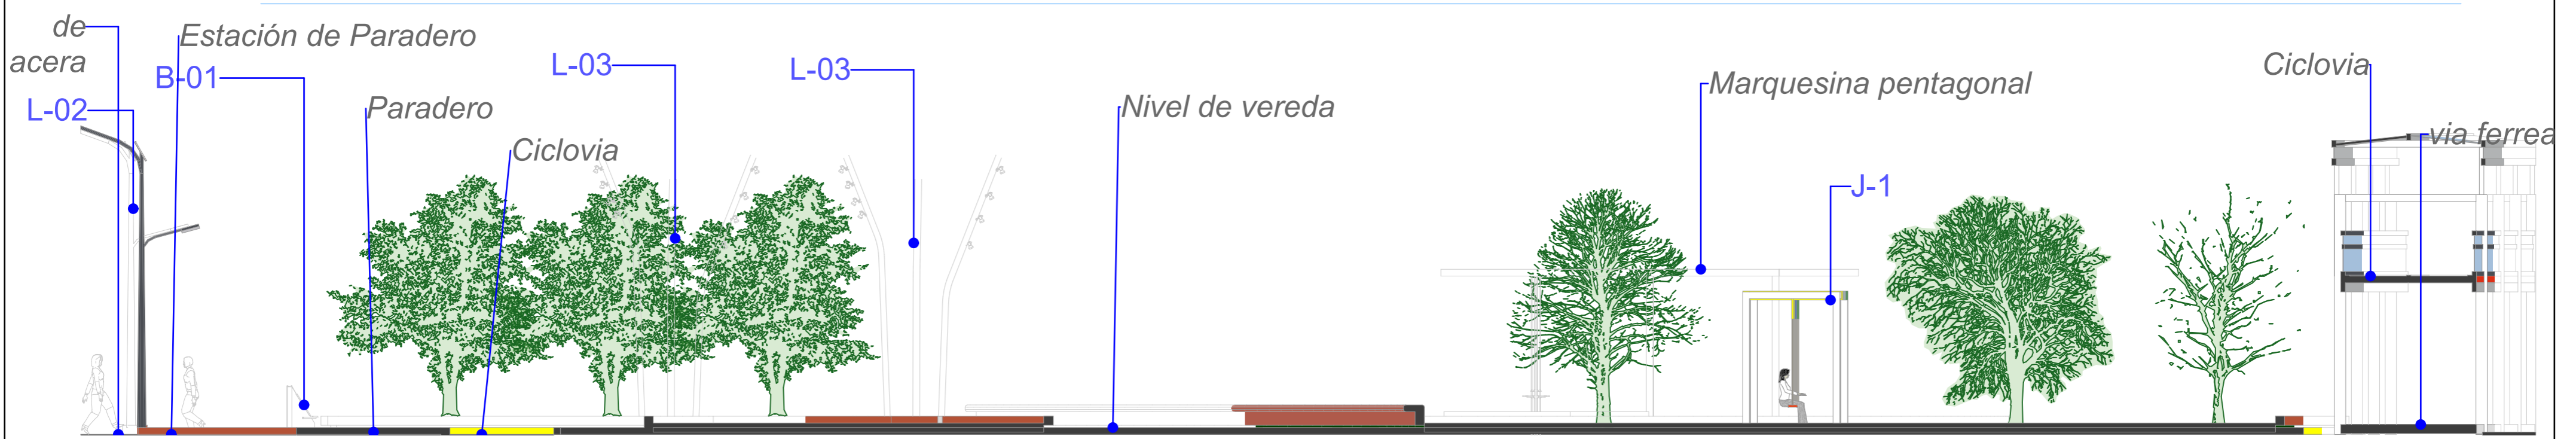 de
acera
Estación de Paradero
B-01
L-02
Paradero
Ciclovia
L-03
L-03
Nivel de vereda
Marquesina pentagonal
J-1
Ciclovia
via ferrea